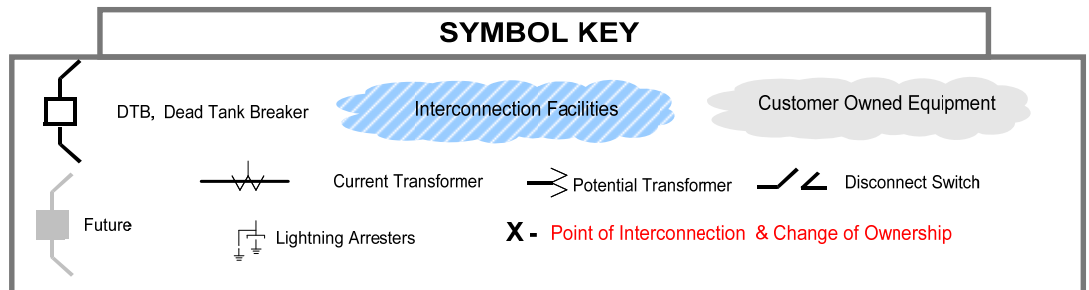 SYMBOL KEY
DTB, Dead Tank Breaker
Interconnection Facilities
Customer Owned Equipment
Current Transformer
Potential Transformer
Disconnect Switch
Future
Lightning Arresters
X - Point of Interconnection & Change of Ownership